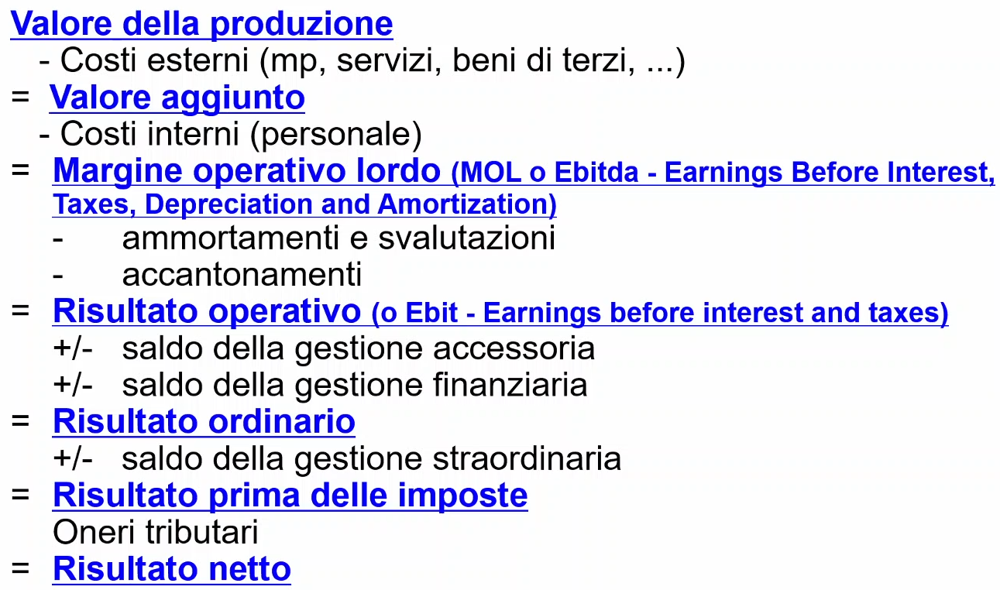 Valore della produzione
- Costi esterni (mp, servizi, beni di terzi, ...)
= Valore aggiunto
- Costi interni (personale)
= Margine operativo lordo (MOL o Ebitda - Earnings Before Interest,
Taxes, Depreciation and Amortization)
- ammortamenti e svalutazioni
- accantonamenti
= Risultato operativo (o Ebit - Earnings before interest and taxes)
+/- saldo della gestione accessoria
+/- saldo della gestione finanziaria
= Risultato ordinario
+/- saldo della gestione straordinaria
= Risultato prima delle imposte
Oneri tributari
= Risultato netto